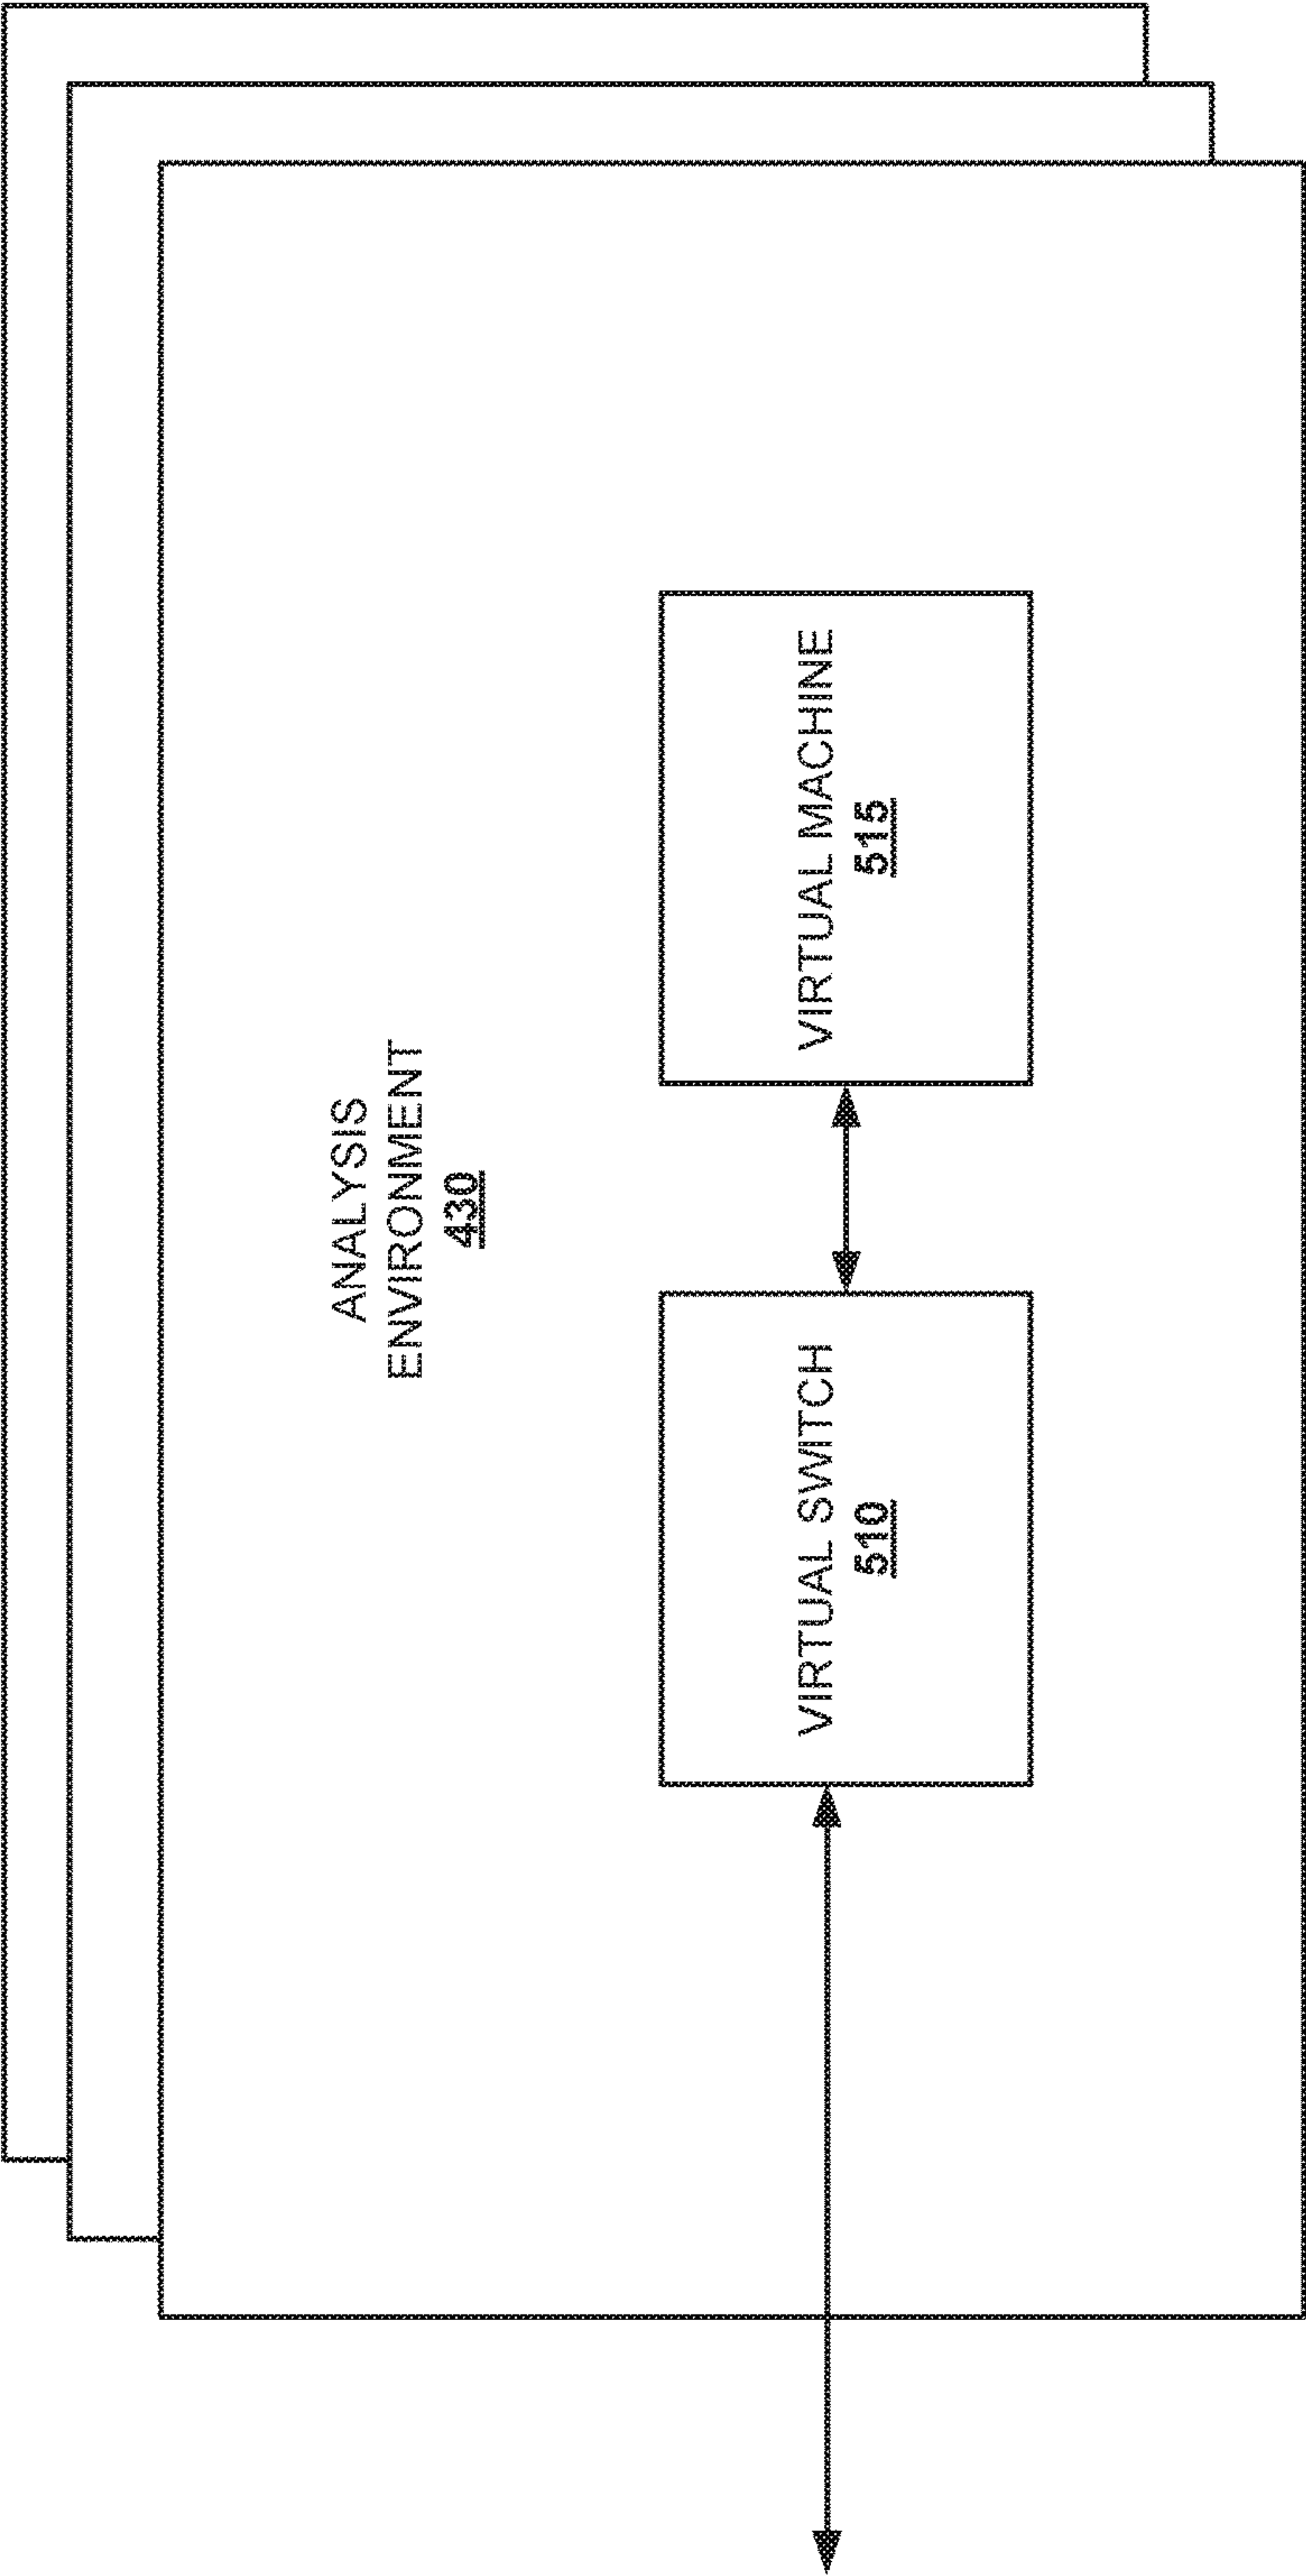 ANALYSIS
ENVIRONMENT
430
VIRTUAL SWITCH
510
VIRTUAL MACHINE
515